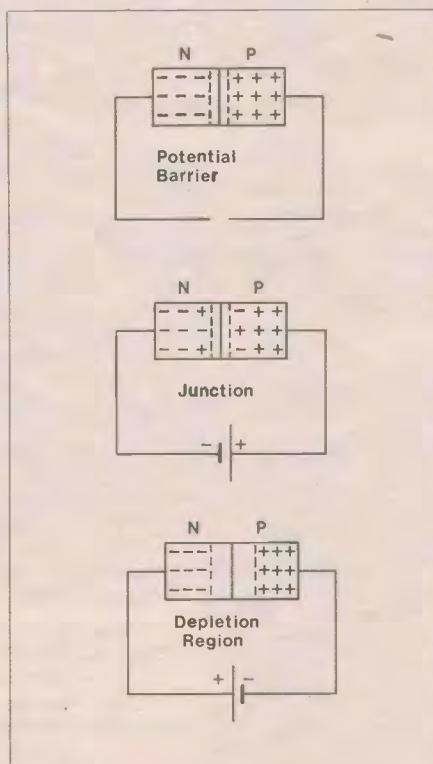 N P
- - - + + +
- - - + + +
- - - + + +
Potential
Barrier
N P
- - + - + +
- - - + + +
- - + - + +
Junction
- +
N P
- - - - + + +
- - - - + + +
- - - - + + +
Depletion
Region
+ -